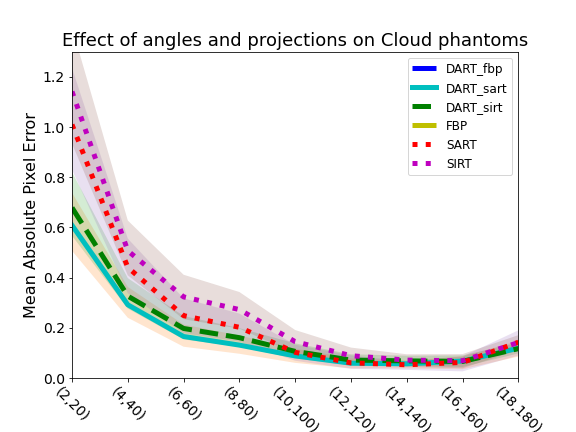 Effect of angles and projections on Cloud phantoms
Mean Absolute Pixel Error
1.2
1.0
0.8
0.6
0.4
0.2
0.0
DART_fbp
DART_sart
DART_sirt
FBP
SART
SIRT
(2,20)
(4,40)
(6,60)
(8,80)
(10,100)
(12,120)
(14,140)
(16,160)
(18,180)